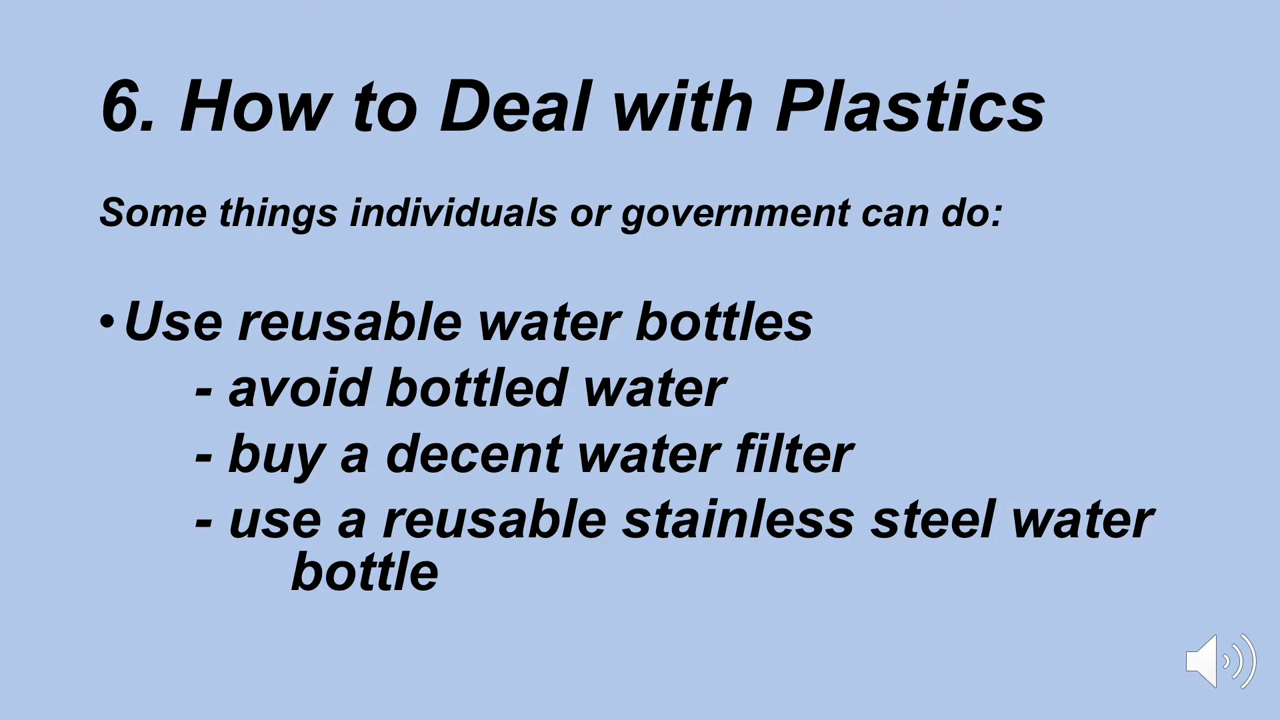 6. How to Deal with Plastics
Some things individuals or government can do:
•Use reusable water bottles
- avoid bottled water
- buy a decent water filter
- use a reusable stainless steel water
bottle